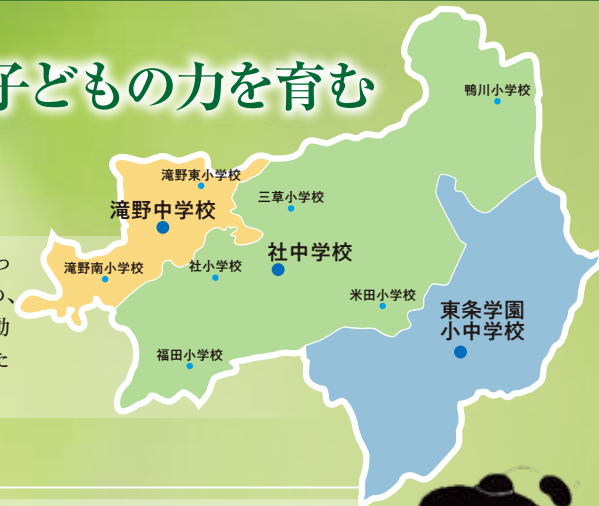 子どもの力を育む
鴨川小学校
滝野東小学校
三草小学校
滝野中学校
社中学校
滝野南小学校
社小学校
米田小学校
東条学園
小中学校
福田小学校
っ
、
動
た